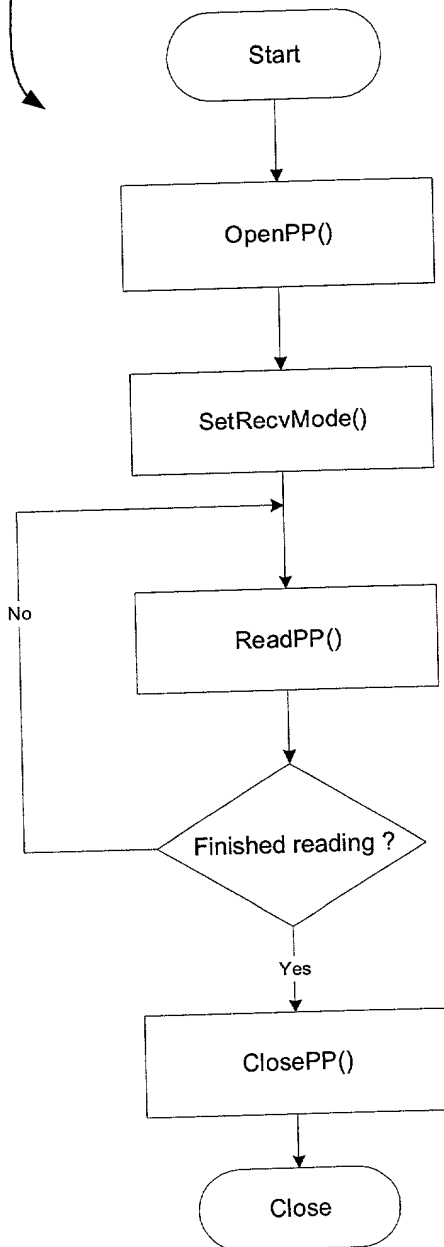 Start
OpenPP()
SetRecvMode()
No
ReadPP()
Finished reading ?
Yes
ClosePP()
Close